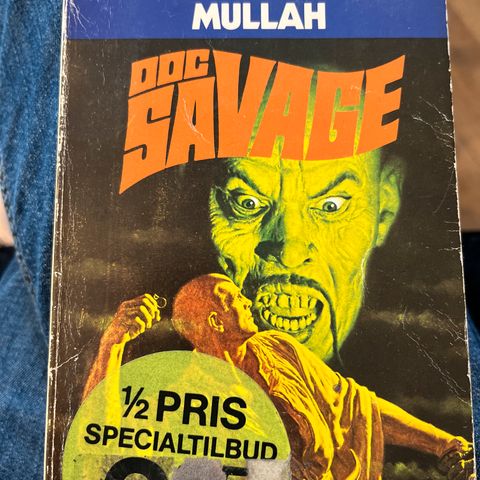 MULLAH
DOC
SAVAGE
½ PRIS
SPECIALTILBUD